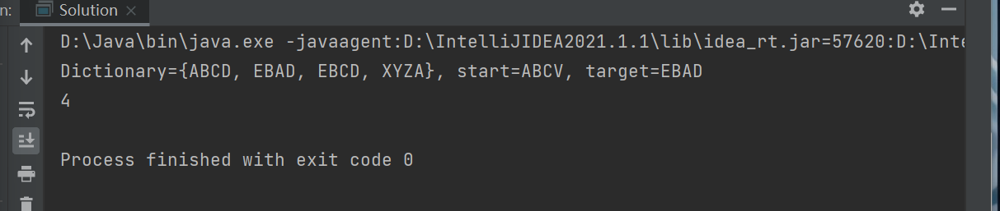 n: Solution
D:\Java\bin\java.exe -javaagent:D:\IntelliJIDEA2021.1.1\lib\idea_rt.jar=57620:D:\Inte
Dictionary={ABCD, EBAD, EBCD, XYZA}, start=ABCV, target=EBAD
4
Process finished with exit code 0